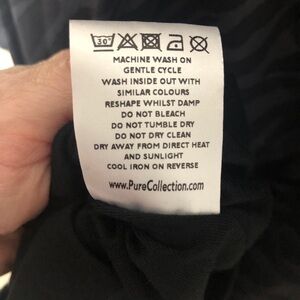 30°
MACHINE WASH ON
GENTLE CYCLE
WASH INSIDE OUT WITH
SIMILAR COLOURS
RESHAPE WHILST DAMP
DO NOT BLEACH
DO NOT TUMBLE DRY
DO NOT DRY CLEAN
DRY AWAY FROM DIRECT HEAT
AND SUNLIGHT
COOL IRON ON REVERSE
www.PureCollection.com